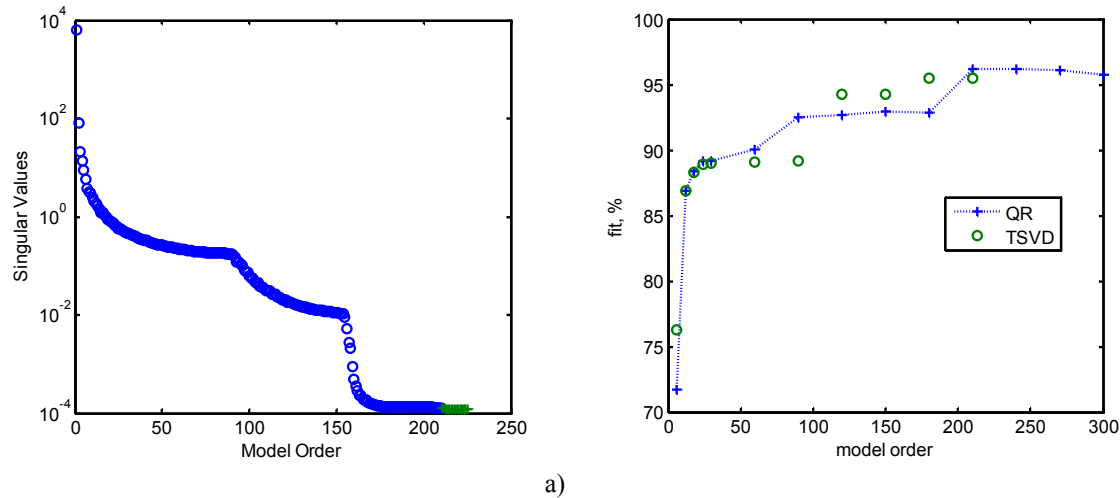 10^4
10^2
10^0
10^-2
10^-4
Singular Values
0 50 100 150 200 250
Model Order
100
95
90
85
80
75
70
fit, %
QR
TSVD
0 50 100 150 200 250 300
model order
a)